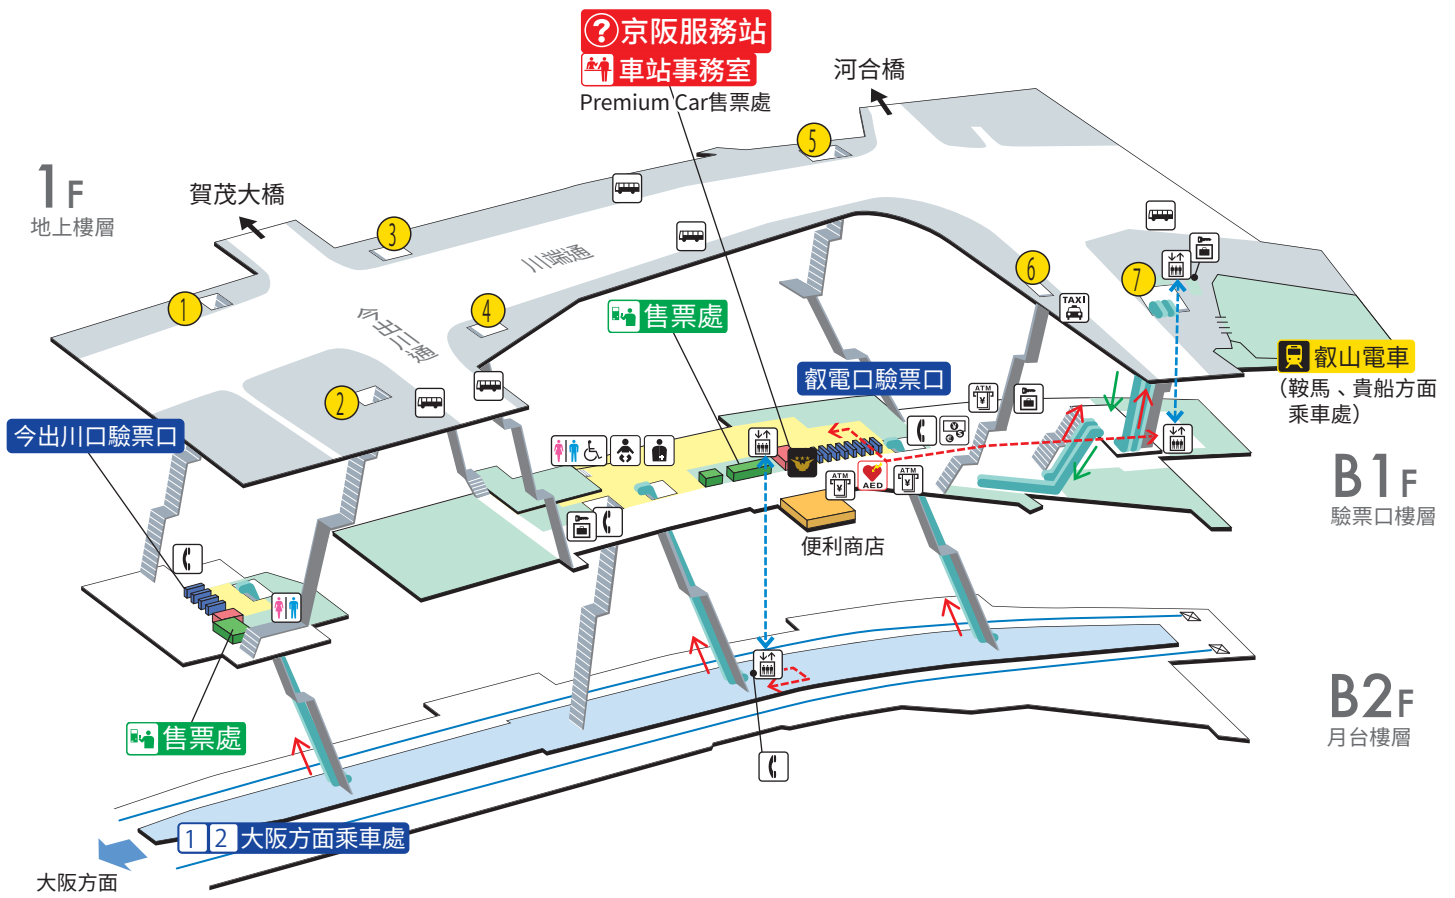 ?京阪服務站
車站事務室
Premium Car售票處
河合橋
5
1F
地上樓層
賀茂大橋
3
川端通
6
7
TAXI
1
4
今出川通
售票處
叡山電車
（鞍馬、貴船方面
乘車處）
2
叡電口驗票口
ATM
今出川口驗票口
B1F
驗票口樓層
ATM
AED
ATM
便利商店
B2F
月台樓層
售票處
1 2 大阪方面乘車處
大阪方面